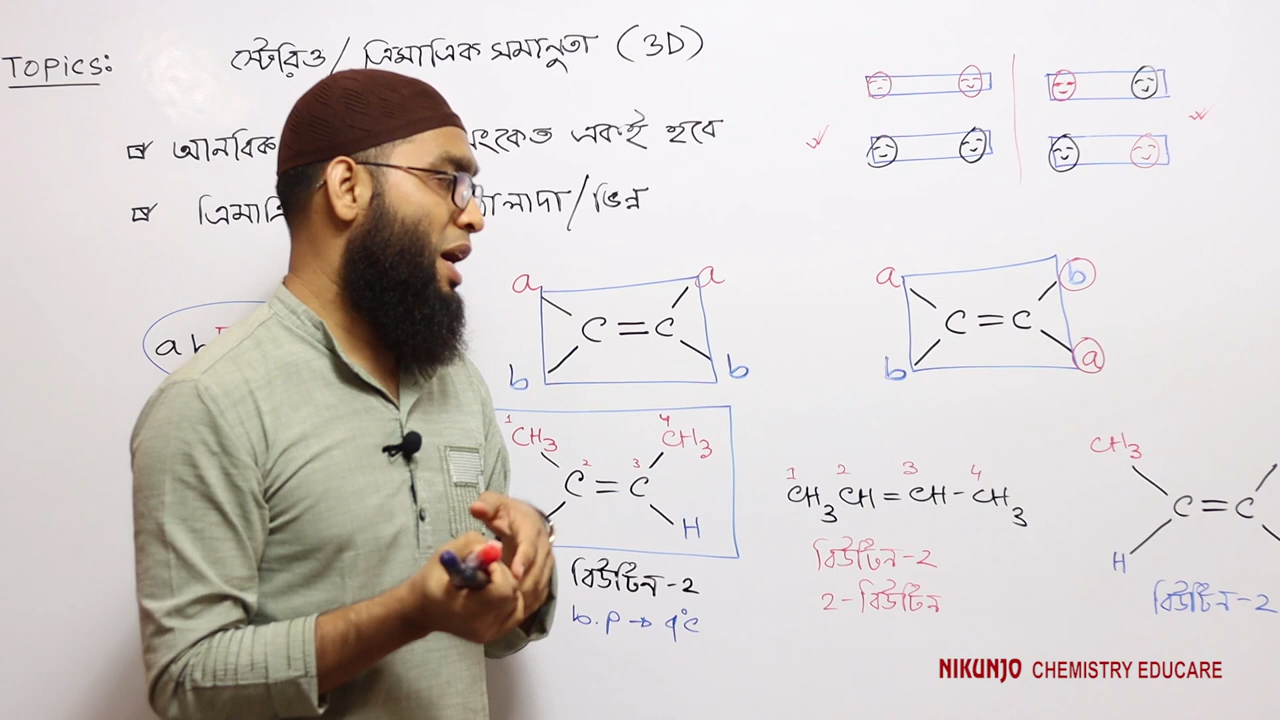 Topics:
স্টেরিও / ত্রিমাত্রিক সমানুতা (3D)
আনবিক সংকেত একই হবে
আলাদা/ভিন্ন
a b
a a
C = C
b b
a b
C = C
b a
1 CH3 4 CH3
2 3
C = C
H
বিউটিন-2
b.p → 4°C
1 2 3 4
CH3CH = CH - CH3
বিউটিন-2
2-বিউটিন
CH3
C = C
H
বিউটিন-2
NIKUNJO CHEMISTRY EDUCARE